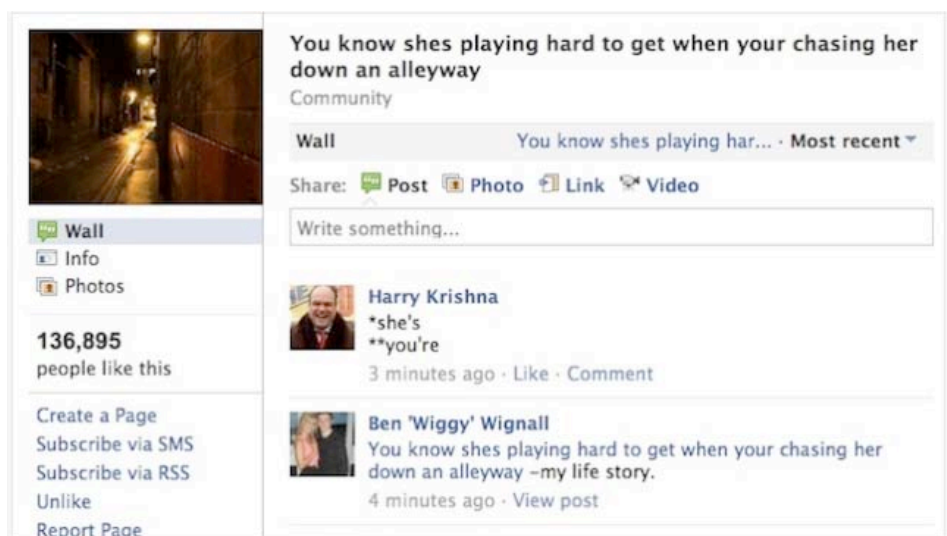 You know shes playing hard to get when your chasing her
down an alleyway
Community
Wall
You know shes playing har... · Most recent
Share: Post Photo Link Video
Write something...
Wall
Info
Photos
136,895
people like this
Create a Page
Subscribe via SMS
Subscribe via RSS
Unlike
Report Page
Harry Krishna
*she's
**you're
3 minutes ago · Like · Comment
Ben 'Wiggy' Wignall
You know shes playing hard to get when your chasing her
down an alleyway –my life story.
4 minutes ago · View post